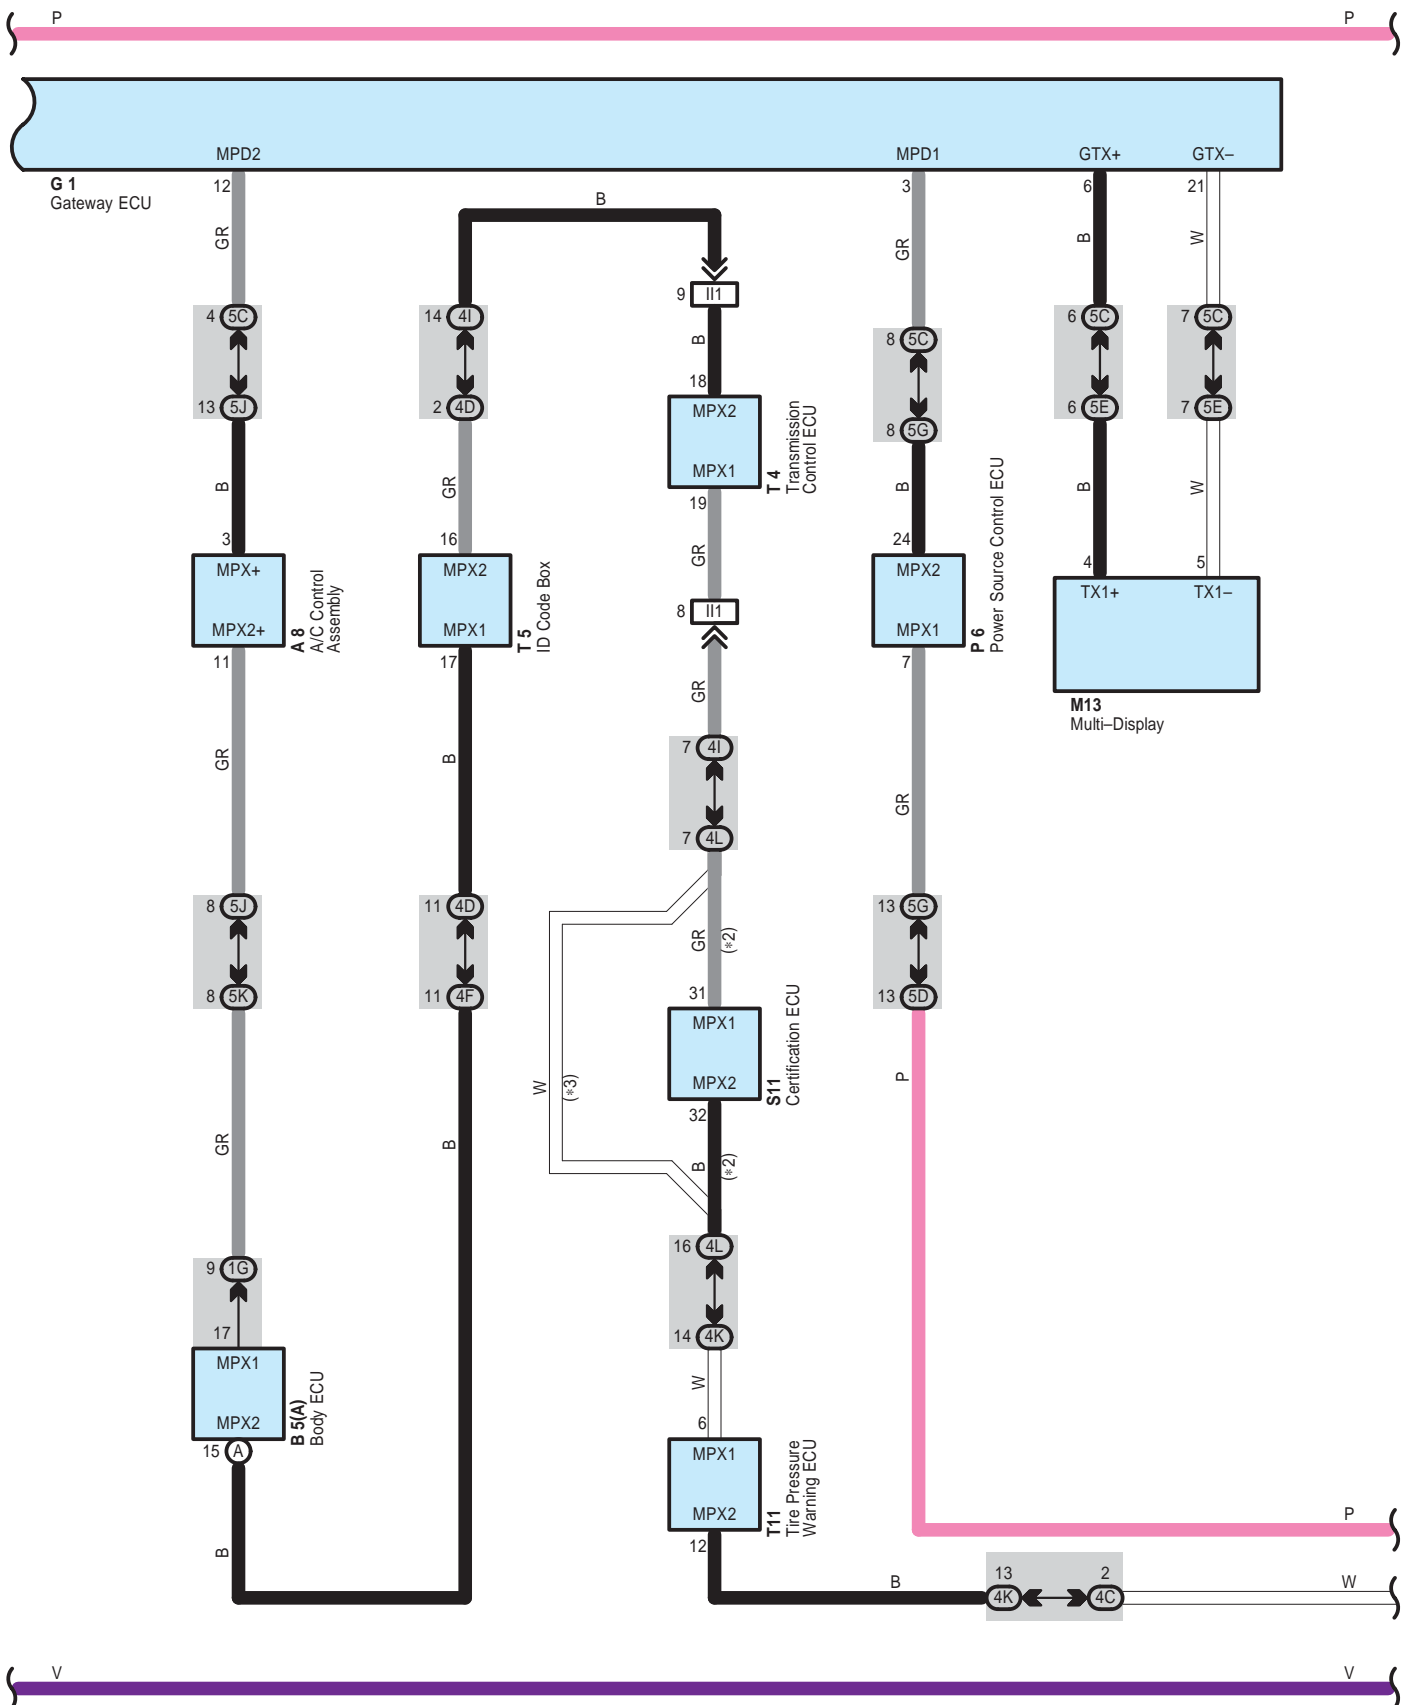 P
P
MPD2
MPD1
GTX+
GTX–
G 1
Gateway ECU
12
3
6
21
B
GR
GR
B
W
9 II1
4 5C
14 4I
B
8 5C
6 5C
7 5C
18
13 5J
2 4D
MPX2
8 5G
6 5E
7 5E
MPX1
T 4
Transmission
Control ECU
19
B
GR
B
B
W
3
16
GR
24
4
5
MPX+
MPX2
MPX2
TX1+
TX1–
8 II1
MPX2+
MPX1
MPX1
A 8
A/C Control
Assembly
T 5
ID Code Box
P 6
Power Source Control ECU
11
17
7
GR
M13
Multi–Display
GR
B
7 4I
GR
7 4L
8 5J
11 4D
13 5G
GR
(*2)
8 5K
11 4F
31
13 5D
MPX1
MPX2
S11
Certification ECU
W
(*3)
P
32
GR
B
B
(*2)
16 4L
9 1G
17
14 4K
MPX1
W
MPX2
B 5(A)
Body ECU
6
15 A
MPX1
MPX2
T11
Tire Pressure
Warning ECU
P
12
B
B
13
2
4K
4C
W
V
V